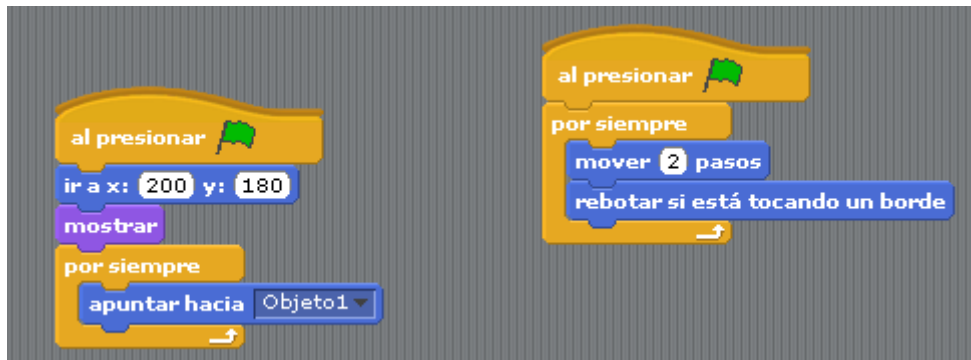 al presionar
ir a x: 200 y: 180
mostrar
por siempre
apuntar hacia Objeto1
al presionar
por siempre
mover 2 pasos
rebotar si está tocando un borde